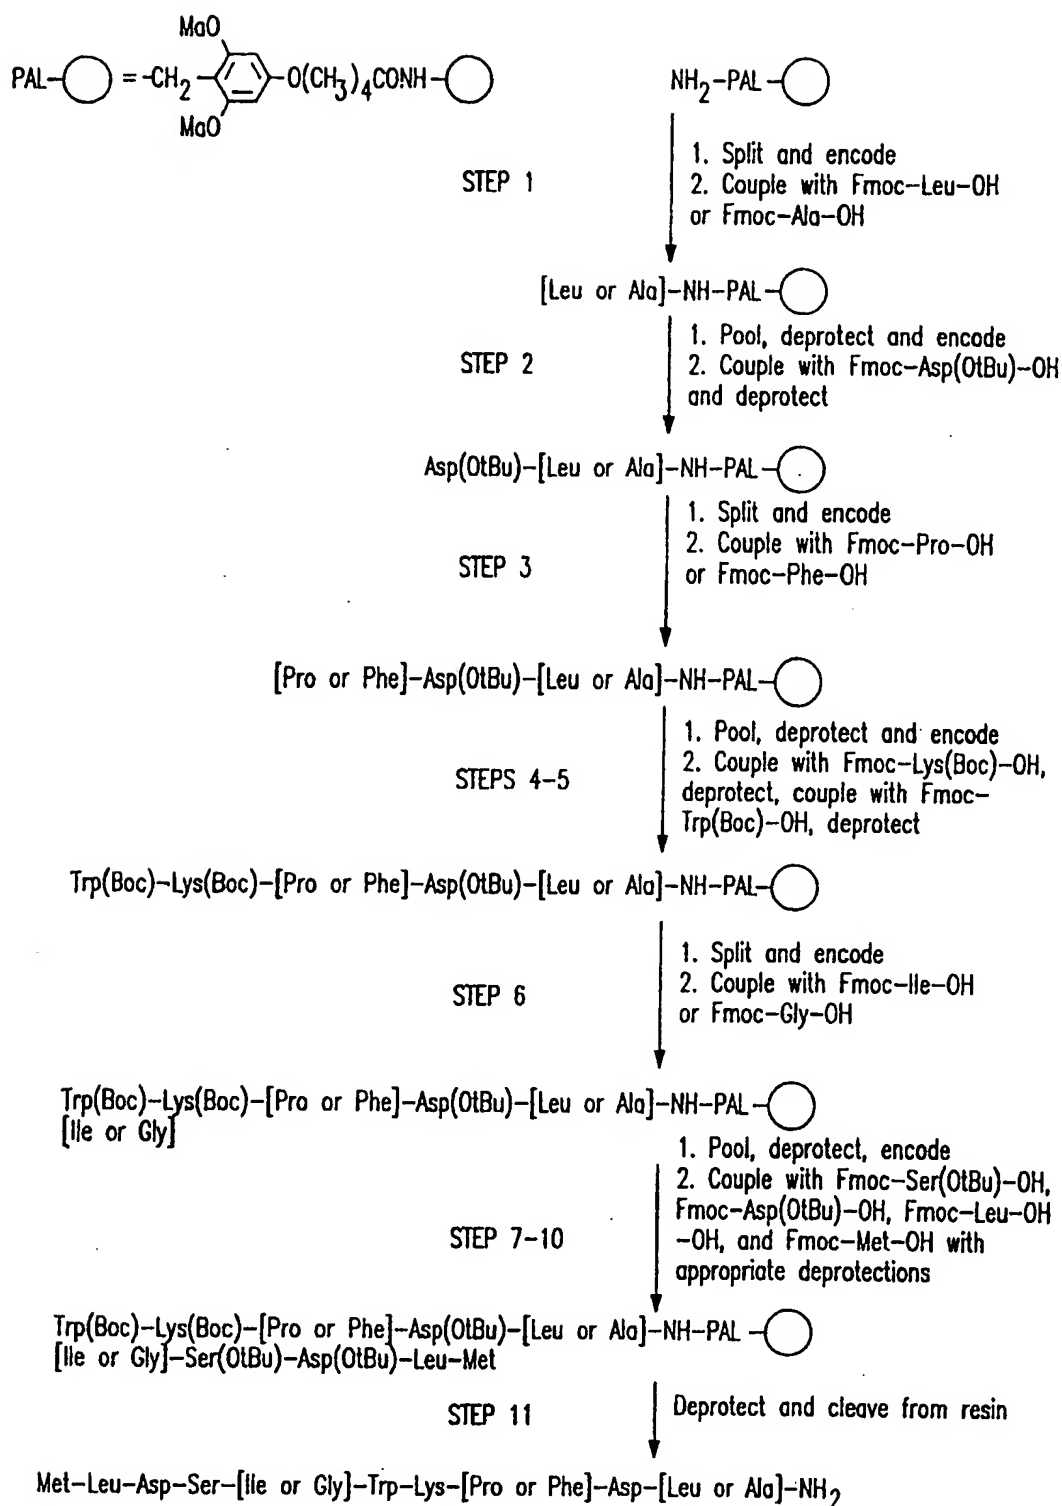 MaO
PAL– =–CH2– –O(CH3)4CONH–
MaO
NH2–PAL–
STEP 1
1. Split and encode
2. Couple with Fmoc–Leu–OH
or Fmoc–Ala–OH
[Leu or Ala]–NH–PAL–
STEP 2
1. Pool, deprotect and encode
2. Couple with Fmoc–Asp(OtBu)–OH
and deprotect
Asp(OtBu)–[Leu or Ala]–NH–PAL–
STEP 3
1. Split and encode
2. Couple with Fmoc–Pro–OH
or Fmoc–Phe–OH
[Pro or Phe]–Asp(OtBu)–[Leu or Ala]–NH–PAL–
STEPS 4–5
1. Pool, deprotect and encode
2. Couple with Fmoc–Lys(Boc)–OH,
deprotect, couple with Fmoc–
Trp(Boc)–OH, deprotect
Trp(Boc)–Lys(Boc)–[Pro or Phe]–Asp(OtBu)–[Leu or Ala]–NH–PAL–
STEP 6
1. Split and encode
2. Couple with Fmoc–Ile–OH
or Fmoc–Gly–OH
Trp(Boc)–Lys(Boc)–[Pro or Phe]–Asp(OtBu)–[Leu or Ala]–NH–PAL–
[Ile or Gly]
STEP 7–10
1. Pool, deprotect, encode
2. Couple with Fmoc–Ser(OtBu)–OH,
Fmoc–Asp(OtBu)–OH, Fmoc–Leu–OH
–OH, and Fmoc–Met–OH with
appropriate deprotections
Trp(Boc)–Lys(Boc)–[Pro or Phe]–Asp(OtBu)–[Leu or Ala]–NH–PAL–
[Ile or Gly]–Ser(OtBu)–Asp(OtBu)–Leu–Met
STEP 11
Deprotect and cleave from resin
Met–Leu–Asp–Ser–[Ile or Gly]–Trp–Lys–[Pro or Phe]–Asp–[Leu or Ala]–NH2